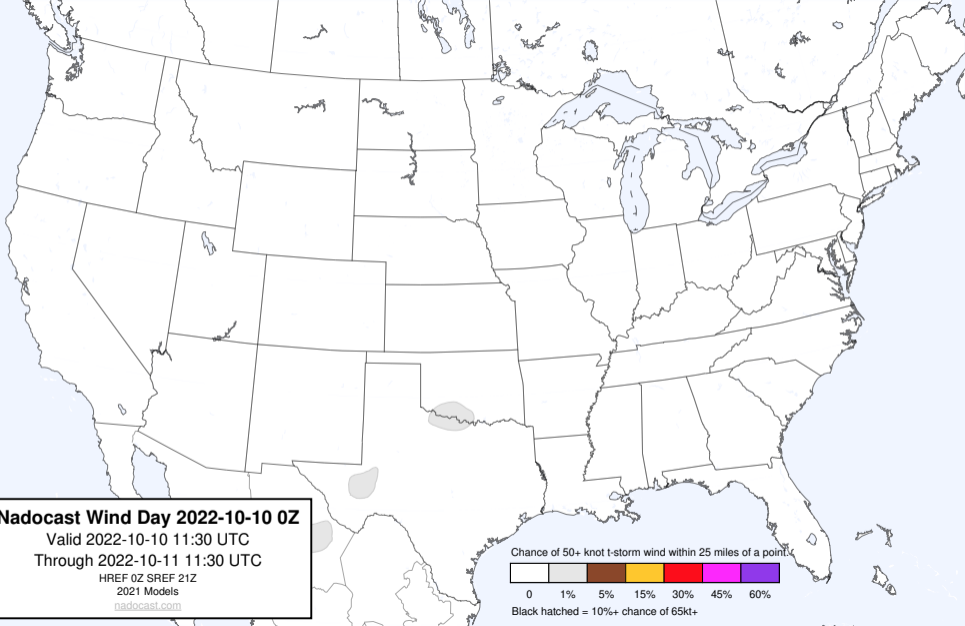 Nadocast Wind Day 2022-10-10 0Z
Valid 2022-10-10 11:30 UTC
Through 2022-10-11 11:30 UTC
HREF 0Z SREF 21Z
2021 Models
nadocast.com
Chance of 50+ knot t-storm wind within 25 miles of a point.
0 1% 5% 15% 30% 45% 60%
Black hatched = 10%+ chance of 65kt+